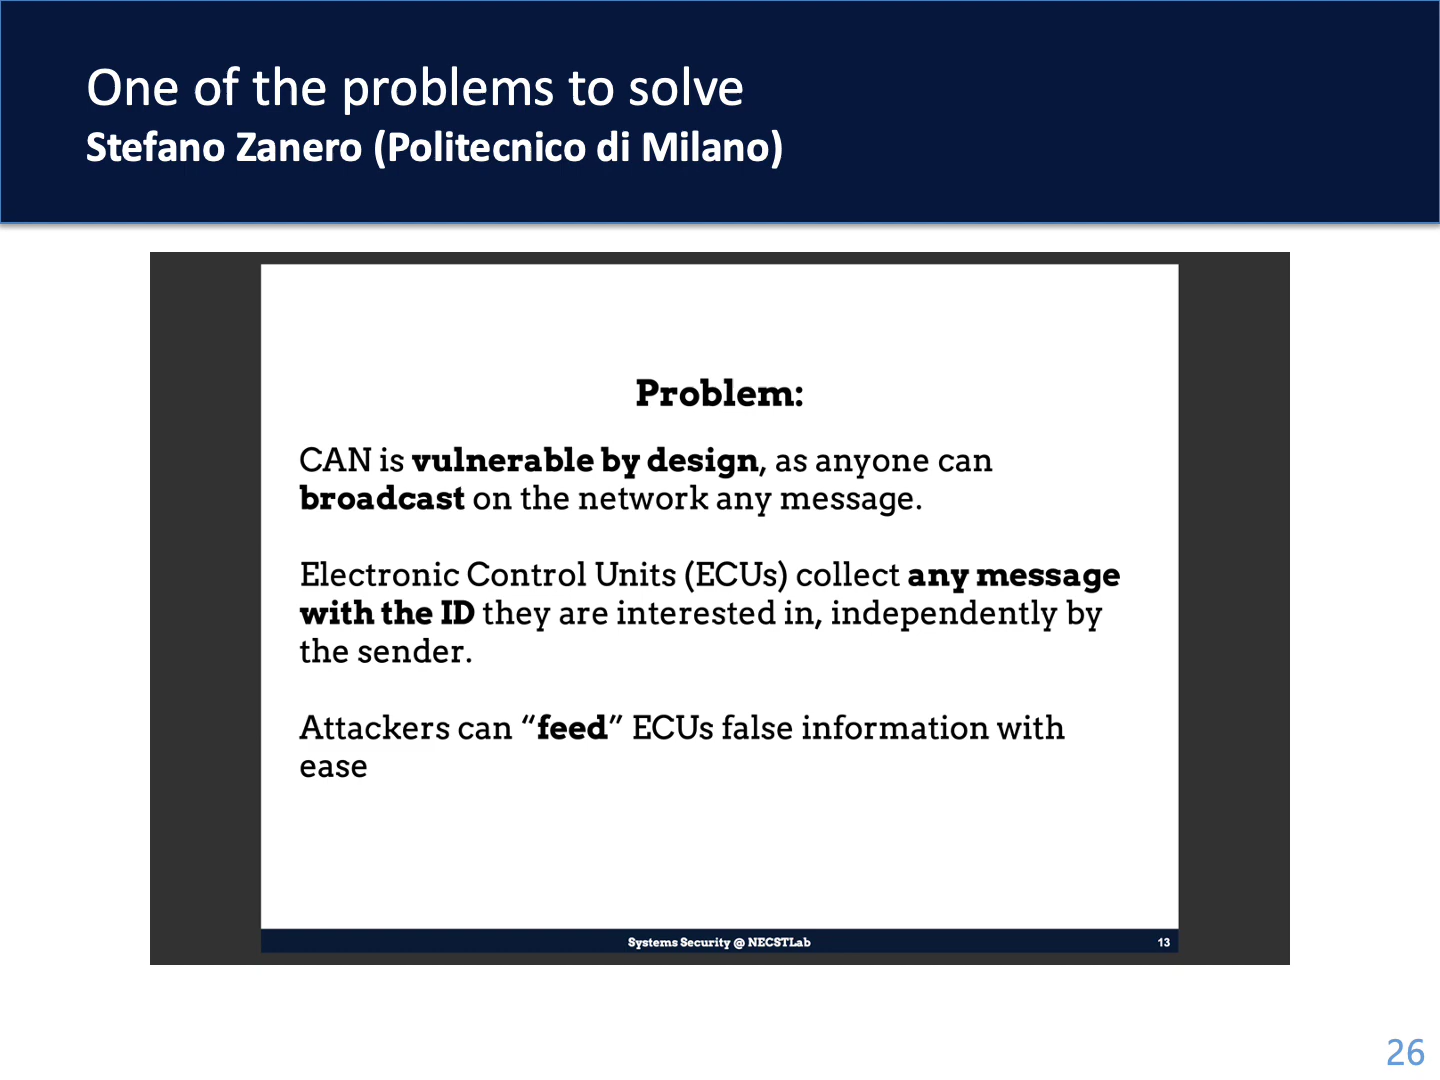 One of the problems to solve
Stefano Zanero (Politecnico di Milano)
Problem:
CAN is vulnerable by design, as anyone can
broadcast on the network any message.
Electronic Control Units (ECUs) collect any message
with the ID they are interested in, independently by
the sender.
Attackers can “feed” ECUs false information with
ease
Systems Security @ NECSTLab
13
26